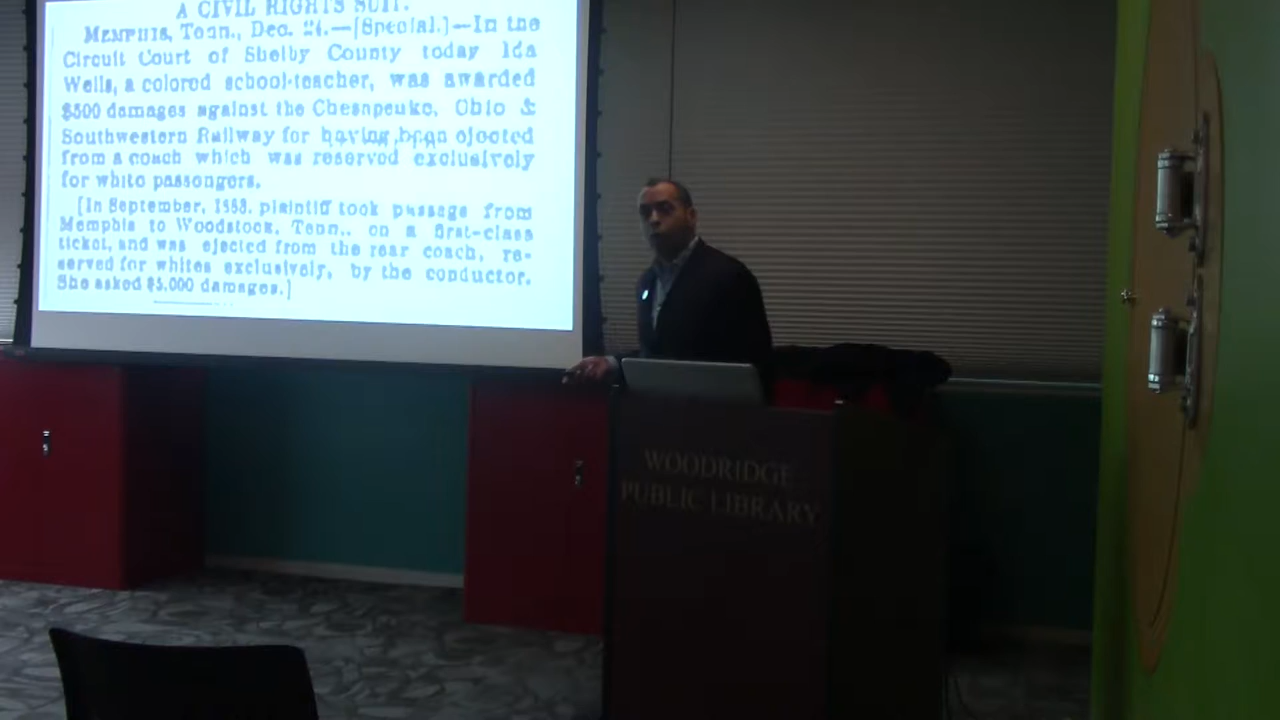 A CIVIL RIGHTS SUIT.
MEMPHIS, Tenn., Dec. 24.—[Special.]—In the
Circuit Court of Shelby County today Ida
Wells, a colored school-teacher, was awarded
$500 damages against the Chesapeake, Ohio &
Southwestern Railway for having been ejected
from a coach which was reserved exclusively
for white passengers.
[In September, 1883. plaintiff took passage from
Memphis to Woodstock, Tenn., on a first-class
ticket, and was ejected from the rear coach, re-
served for whites exclusively, by the conductor.
She asked $5,000 damages.]
WOODRIDGE
PUBLIC LIBRARY